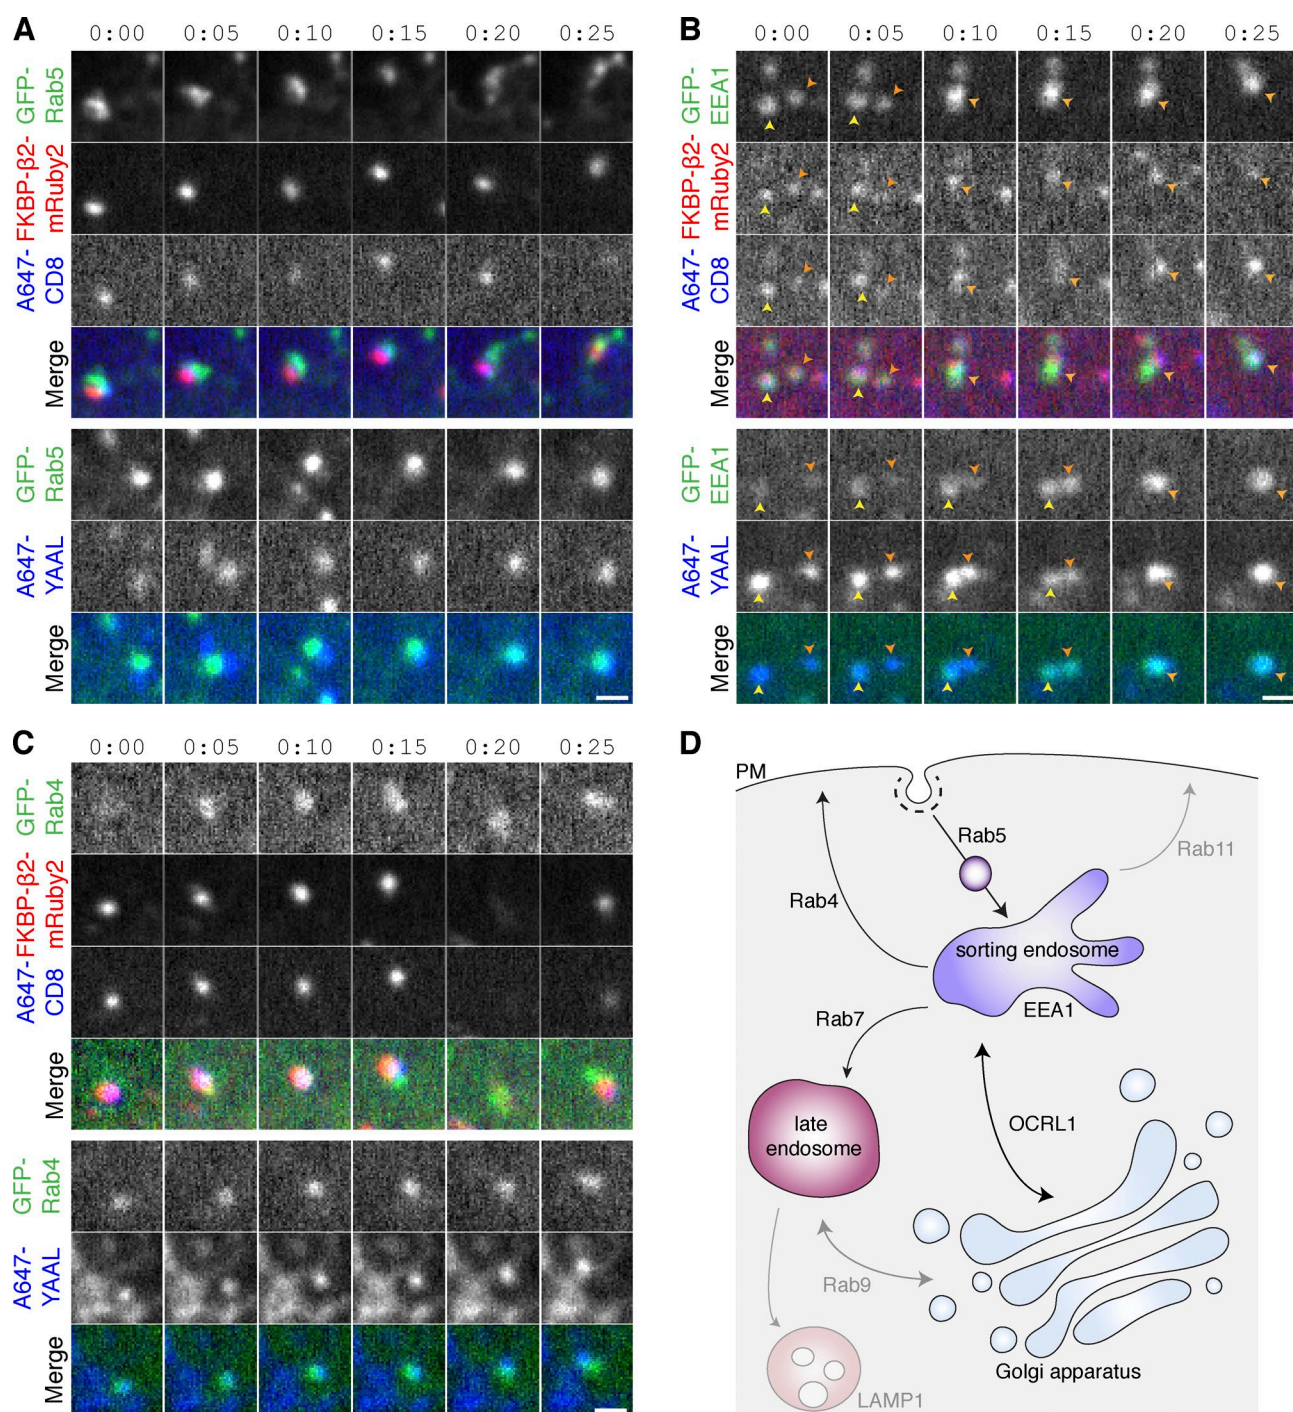 A
0:00 0:05 0:10 0:15 0:20 0:25
GFP-
Rab5
FKBP-β2-
mRuby2
A647-
CD8
Merge
GFP-
Rab5
A647-
YAAL
Merge
B
0:00 0:05 0:10 0:15 0:20 0:25
GFP-
EEA1
FKBP-β2-
mRuby2
A647-
CD8
Merge
GFP-
EEA1
A647-
YAAL
Merge
C
0:00 0:05 0:10 0:15 0:20 0:25
GFP-
Rab4
FKBP-β2-
mRuby2
A647-
CD8
Merge
GFP-
Rab4
A647-
YAAL
Merge
D
PM
Rab5
Rab11
Rab4
sorting endosome
EEA1
Rab7
late
endosome
OCRL1
Rab9
Golgi apparatus
LAMP1